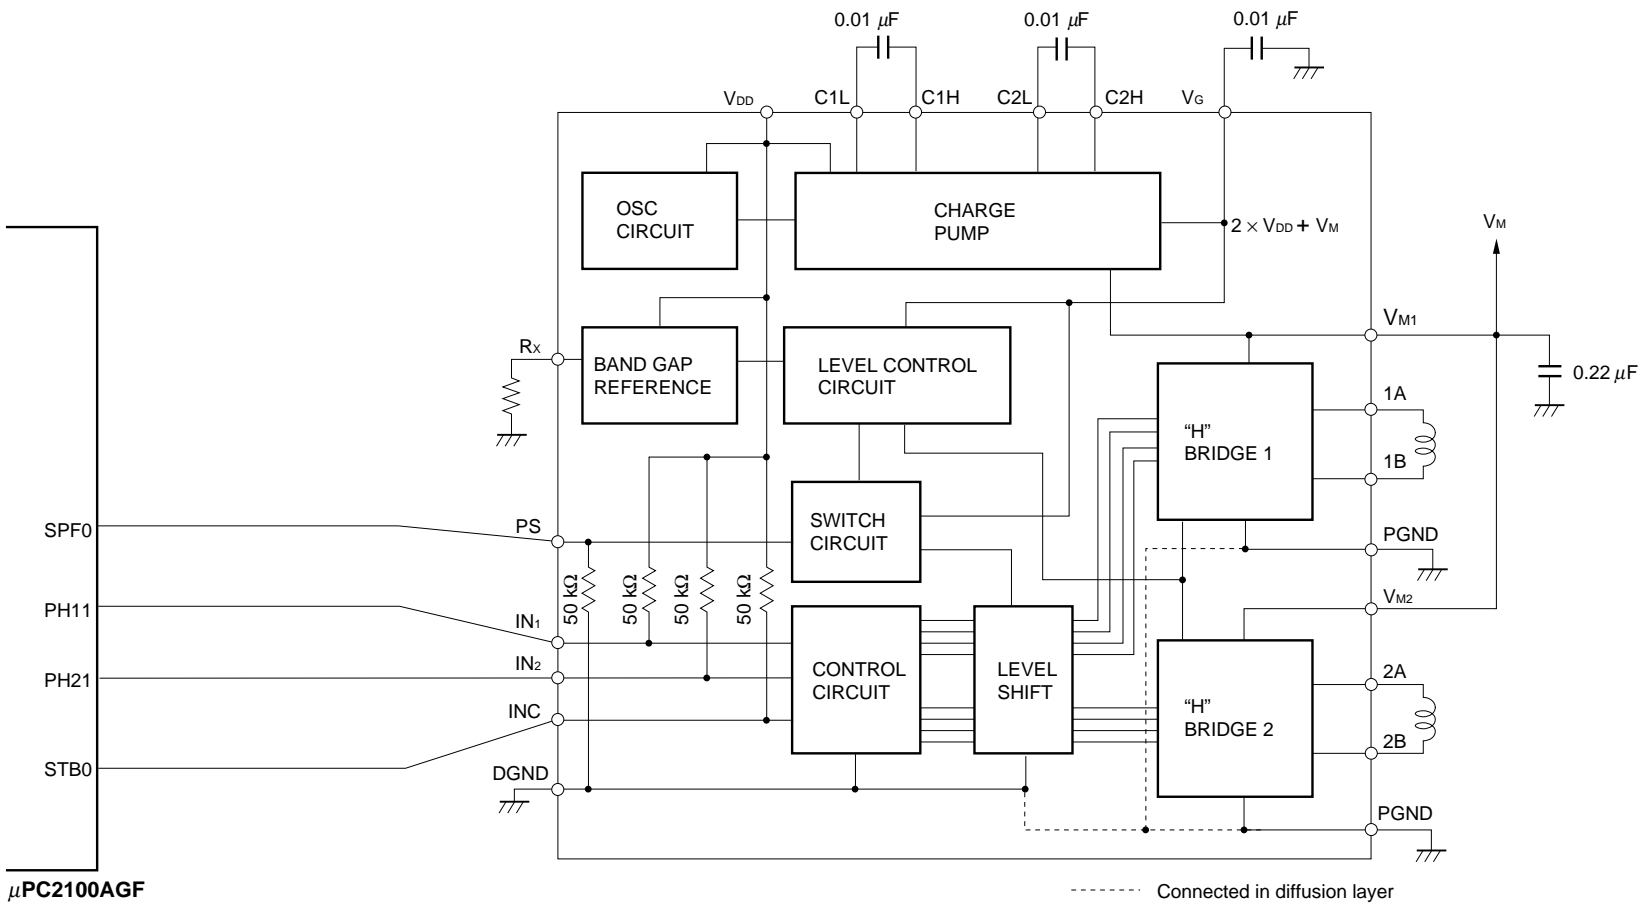 0.01 μF
0.01 μF
0.01 μF
VDD
C1L
C1H
C2L
C2H
VG
OSC
CIRCUIT
CHARGE
PUMP
2 × VDD + VM
VM
RX
BAND GAP
REFERENCE
LEVEL CONTROL
CIRCUIT
VM1
0.22 μF
"H"
BRIDGE 1
1A
1B
SPF0
PS
SWITCH
CIRCUIT
PGND
50 kΩ
50 kΩ
50 kΩ
50 kΩ
PH11
IN1
VM2
PH21
IN2
CONTROL
CIRCUIT
LEVEL
SHIFT
"H"
BRIDGE 2
2A
2B
INC
STB0
DGND
PGND
μPC2100AGF
Connected in diffusion layer